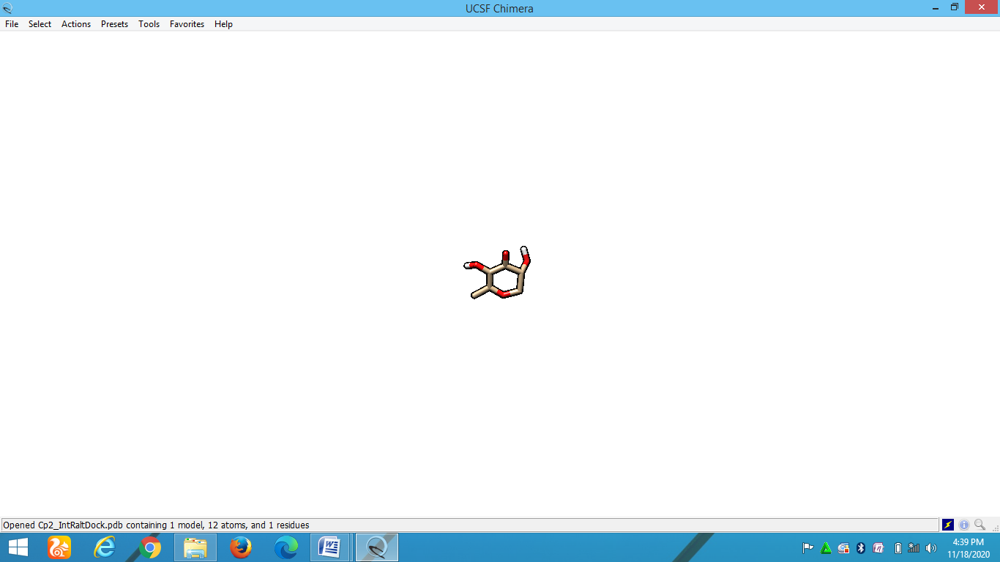 UCSF Chimera
File Select Actions Presets Tools Favorites Help
Opened Cp2_IntRaltDock.pdb containing 1 model, 12 atoms, and 1 residues
4:39 PM
11/18/2020